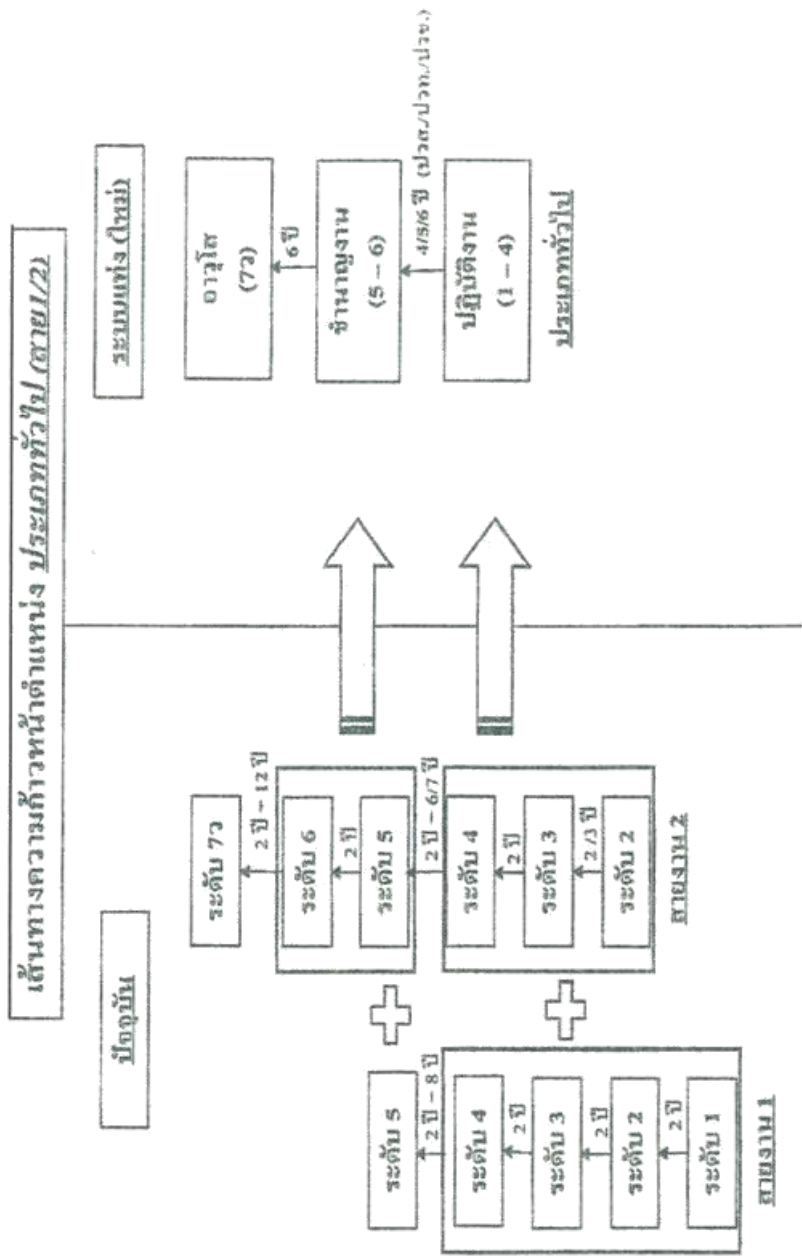 เส้นทางความก้าวหน้าตำแหน่ง ประเภททั่วไป (สาย1/2)
ปัจจุบัน
ระดับ 5
2 ปี – 8 ปี
ระดับ 4
2 ปี
ระดับ 3
2 ปี
ระดับ 2
2 ปี
ระดับ 1
สายงาน 1
ระดับ 7ว
2 ปี – 12 ปี
ระดับ 6
2 ปี
ระดับ 5
2 ปี – 6/7 ปี
ระดับ 4
2 ปี
ระดับ 3
2 /3 ปี
ระดับ 2
สายงาน 2
ระบบแท่ง (ใหม่)
อาวุโส
(7ว)
6 ปี
ชำนาญงาน
(5 – 6)
4/5/6 ปี (ปวส./ปวท./ปวช.)
ปฏิบัติงาน
(1 – 4)
ประเภททั่วไป